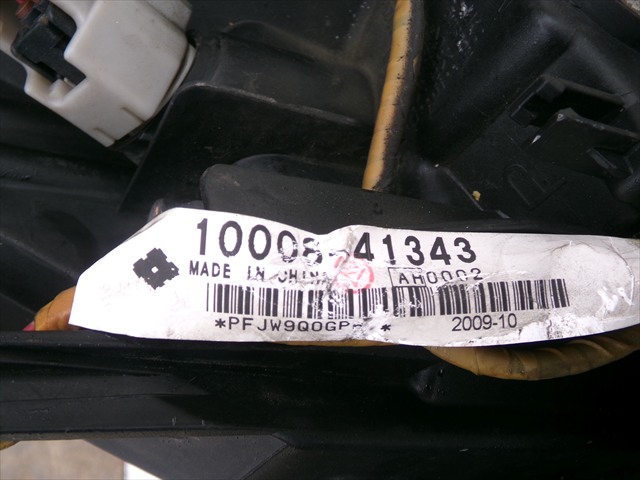 10008-41343
MADE IN CHINA
AH0002
*PFJW9Q0GP-*
2009-10